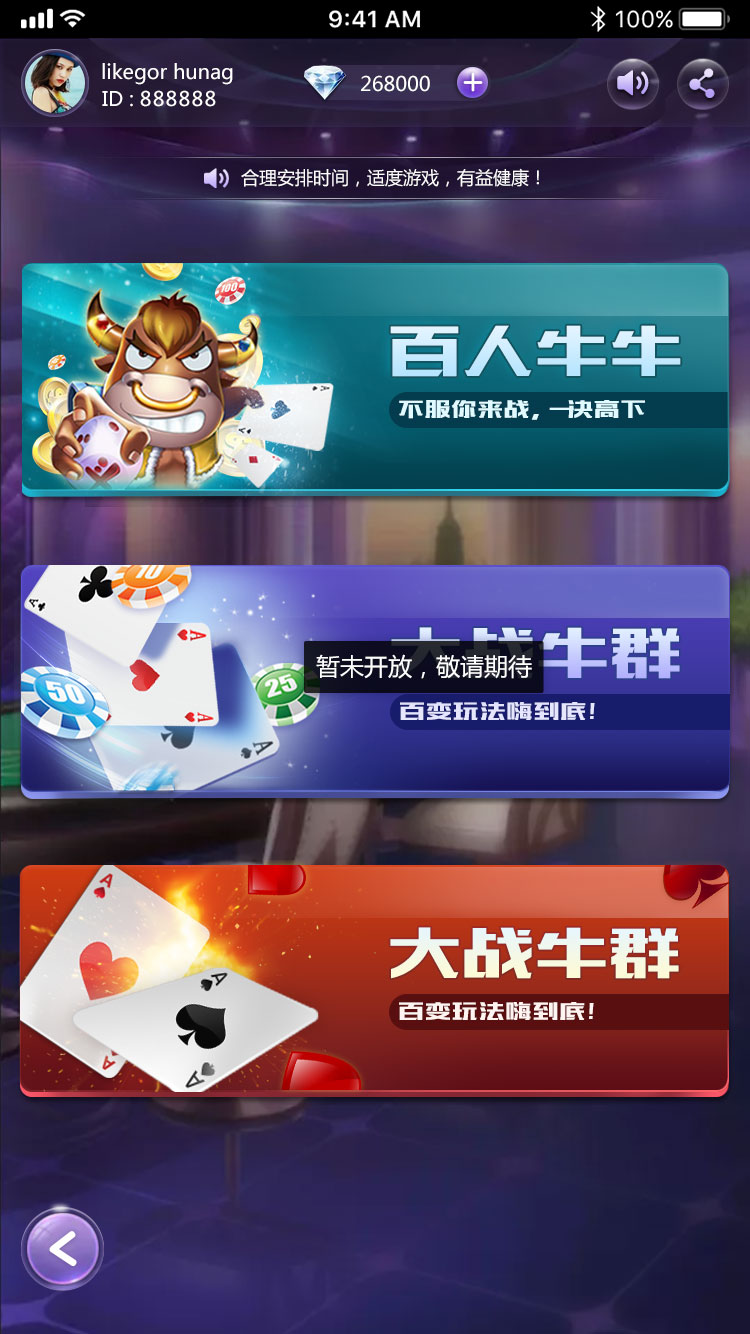 9:41 AM
100%
likegor hunag
ID : 888888
268000
合理安排时间，适度游戏，有益健康！
100
百人牛牛
A
A
不服你来战，一决高下
10
A
大战牛群
暂未开放，敬请期待
A
50
25
百变玩法嗨到底！
A
A
A
大战牛群
A
百变玩法嗨到底！
A
A